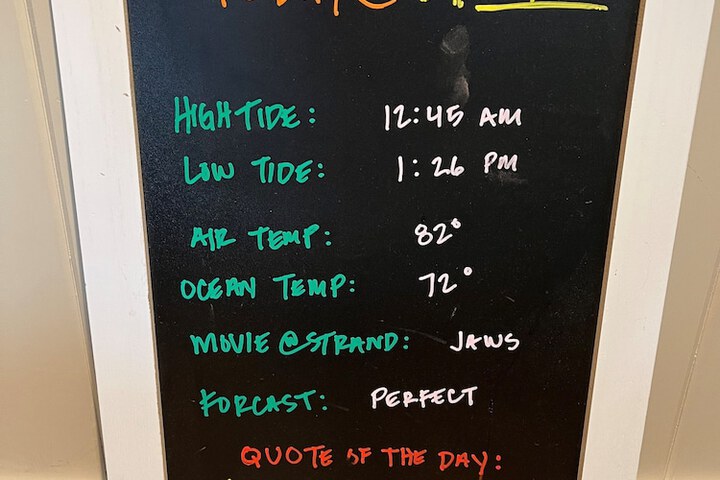 HIGH TIDE: 12:45 AM
LOW TIDE: 1:26 PM
AIR TEMP: 82°
OCEAN TEMP: 72°
MOVIE @ STRAND: JAWS
FORCAST: PERFECT
QUOTE OF THE DAY: